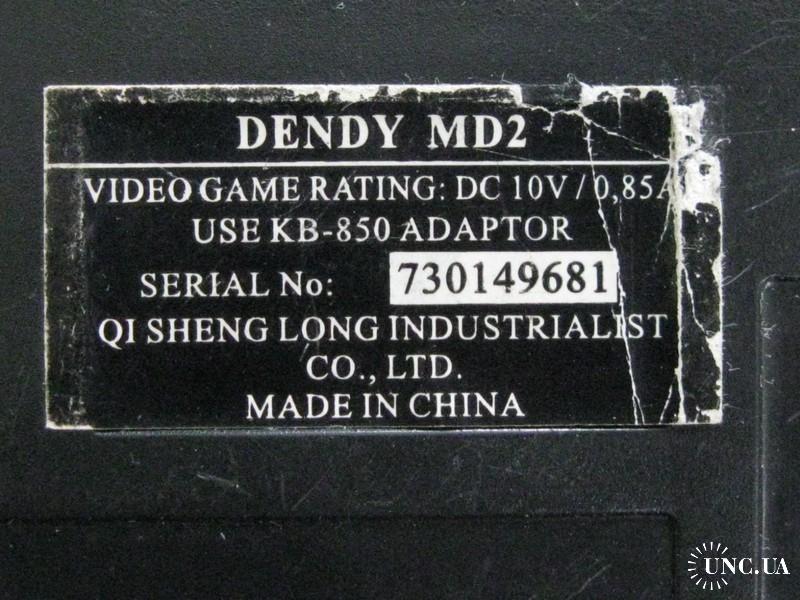 DENDY MD2
VIDEO GAME RATING: DC 10V / 0,85A
USE KB-850 ADAPTOR
SERIAL No: 730149681
QI SHENG LONG INDUSTRIALIST
CO., LTD.
MADE IN CHINA
UNC.UA